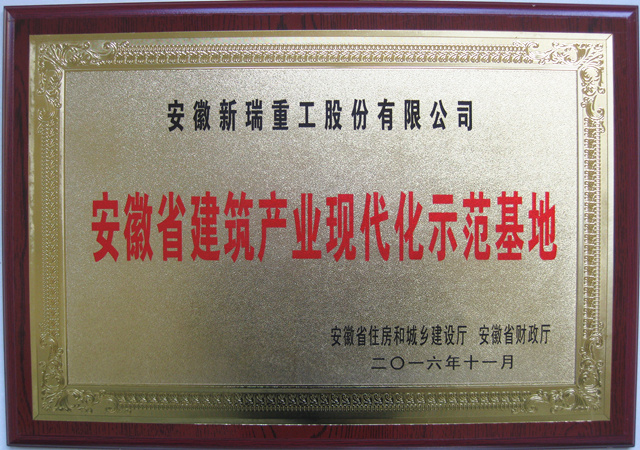 安徽新瑞重工股份有限公司
安徽省建筑产业现代化示范基地
安徽省住房和城乡建设厅 安徽省财政厅
二〇一六年十一月